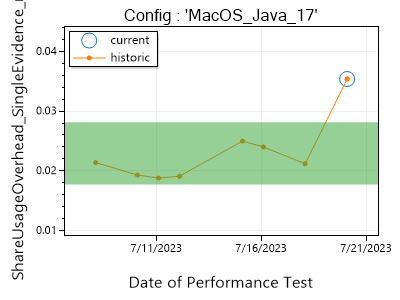 Config : 'MacOS_Java_17'
ShareUsageOverhead_SingleEvidence_
0.04
0.03
0.02
0.01
current
historic
7/11/2023
7/16/2023
7/21/2023
Date of Performance Test